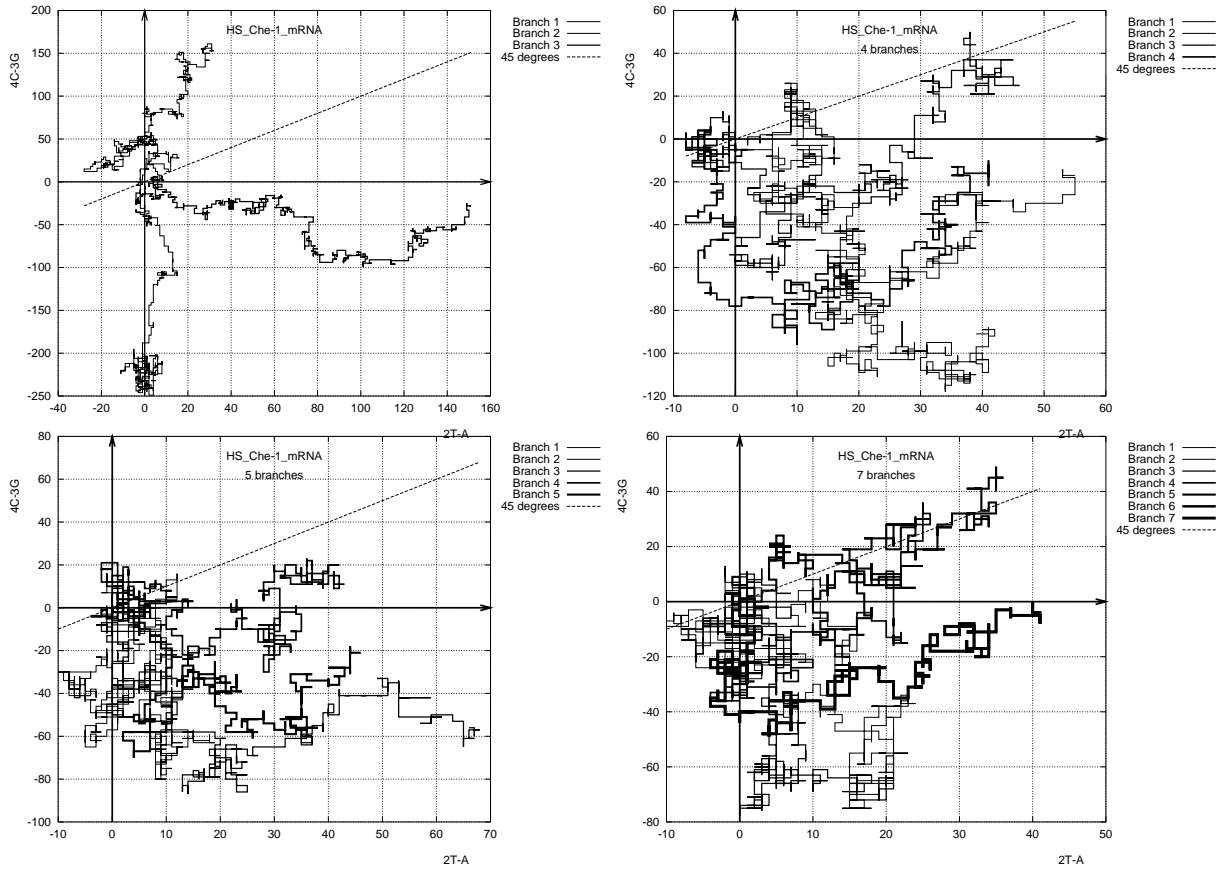 4C-3G
HS_Che-1_mRNA
Branch 1
Branch 2
Branch 3
45 degrees
200
150
100
50
0
-50
-100
-150
-200
-250
-40 -20 0 20 40 60 80 100 120 140 160
2T-A
4C-3G
HS_Che-1_mRNA
4 branches
Branch 1
Branch 2
Branch 3
Branch 4
45 degrees
60
40
20
0
-20
-40
-60
-80
-100
-120
-10 0 10 20 30 40 50 60
2T-A
4C-3G
HS_Che-1_mRNA
5 branches
Branch 1
Branch 2
Branch 3
Branch 4
Branch 5
45 degrees
80
60
40
20
0
-20
-40
-60
-80
-100
-10 0 10 20 30 40 50 60 70
2T-A
4C-3G
HS_Che-1_mRNA
7 branches
Branch 1
Branch 2
Branch 3
Branch 4
Branch 5
Branch 6
Branch 7
45 degrees
60
40
20
0
-20
-40
-60
-80
-10 0 10 20 30 40 50
2T-A